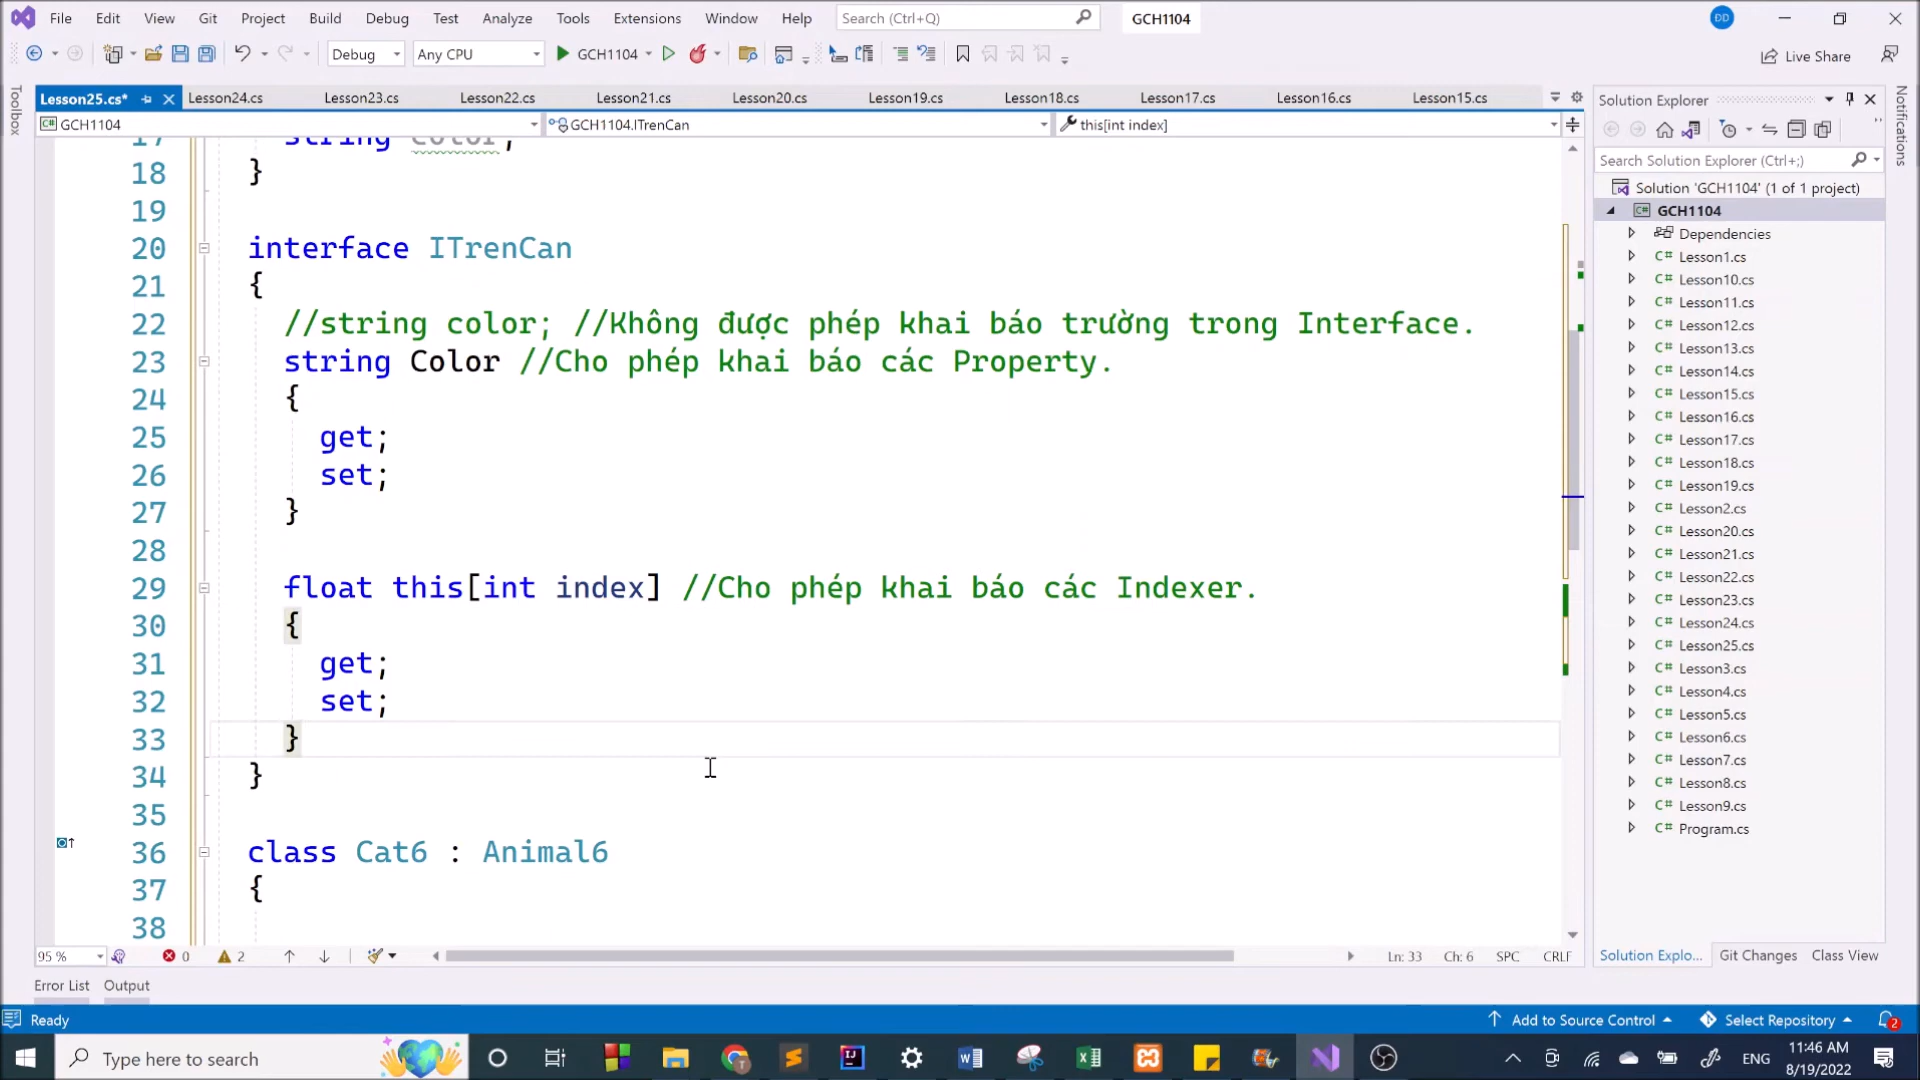 File Edit View Git Project Build Debug Test Analyze Tools Extensions Window Help Search (Ctrl+Q) GCH1104
Debug Any CPU GCH1104 Live Share
Lesson25.cs* Lesson24.cs Lesson23.cs Lesson22.cs Lesson21.cs Lesson20.cs Lesson19.cs Lesson18.cs Lesson17.cs Lesson16.cs Lesson15.cs
GCH1104 GCH1104.ITrenCan this[int index]
Toolbox
17 string Color;
18 }
19
20 interface ITrenCan
21 {
22 //string color; //Không được phép khai báo trường trong Interface.
23 string Color //Cho phép khai báo các Property.
24 {
25 get;
26 set;
27 }
28
29 float this[int index] //Cho phép khai báo các Indexer.
30 {
31 get;
32 set;
33 }
34 }
35
36 class Cat6 : Animal6
37 {
38
95 % 0 2 Ln: 33 Ch: 6 SPC CRLF
Solution Explorer
Search Solution Explorer (Ctrl+;)
Solution 'GCH1104' (1 of 1 project)
GCH1104
Dependencies
C# Lesson1.cs
C# Lesson10.cs
C# Lesson11.cs
C# Lesson12.cs
C# Lesson13.cs
C# Lesson14.cs
C# Lesson15.cs
C# Lesson16.cs
C# Lesson17.cs
C# Lesson18.cs
C# Lesson19.cs
C# Lesson2.cs
C# Lesson20.cs
C# Lesson21.cs
C# Lesson22.cs
C# Lesson23.cs
C# Lesson24.cs
C# Lesson25.cs
C# Lesson3.cs
C# Lesson4.cs
C# Lesson5.cs
C# Lesson6.cs
C# Lesson7.cs
C# Lesson8.cs
C# Lesson9.cs
C# Program.cs
Solution Explo... Git Changes Class View
Notifications
Error List Output
Ready Add to Source Control Select Repository 2
Type here to search ENG 11:46 AM
8/19/2022